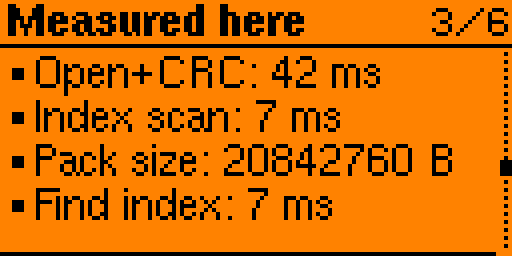 Measured here 3/6
▪ Open+CRC: 42 ms
▪ Index scan: 7 ms
▪ Pack size: 20842760 B
▪ Find index: 7 ms